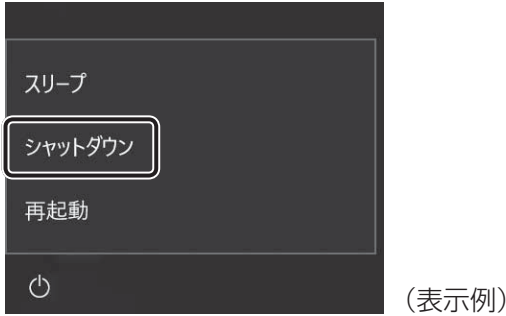 スリープ
シャットダウン
再起動
（表示例）